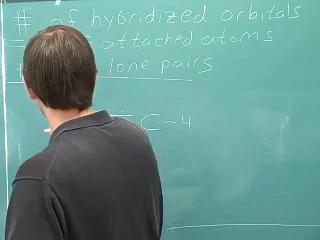 # of hybridized orbitals
= attached atoms
+ lone pairs
C-4